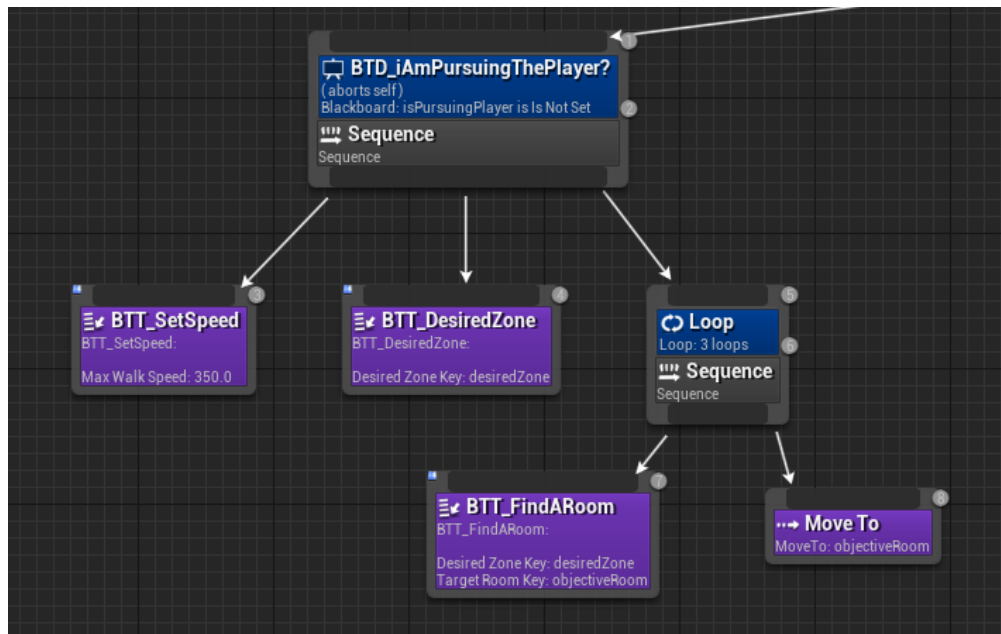 1
BTD_iAmPursuingThePlayer?
( aborts self )
Blackboard: isPursuingPlayer is Is Not Set
2
Sequence
Sequence
3
BTT_SetSpeed
BTT_SetSpeed:
Max Walk Speed: 350.0
4
BTT_DesiredZone
BTT_DesiredZone:
Desired Zone Key: desiredZone
5
Loop
Loop: 3 loops
6
Sequence
Sequence
7
BTT_FindARoom
BTT_FindARoom:
Desired Zone Key: desiredZone
Target Room Key: objectiveRoom
8
Move To
MoveTo: objectiveRoom